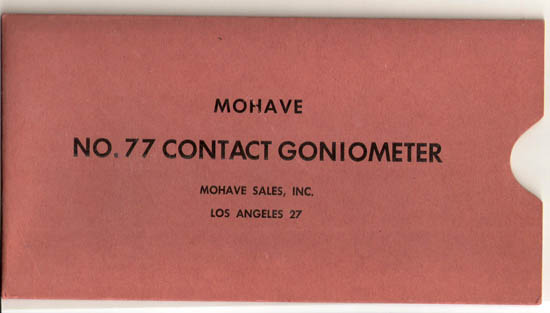 MOHAVE
NO. 77 CONTACT GONIOMETER
MOHAVE SALES, INC.
LOS ANGELES 27